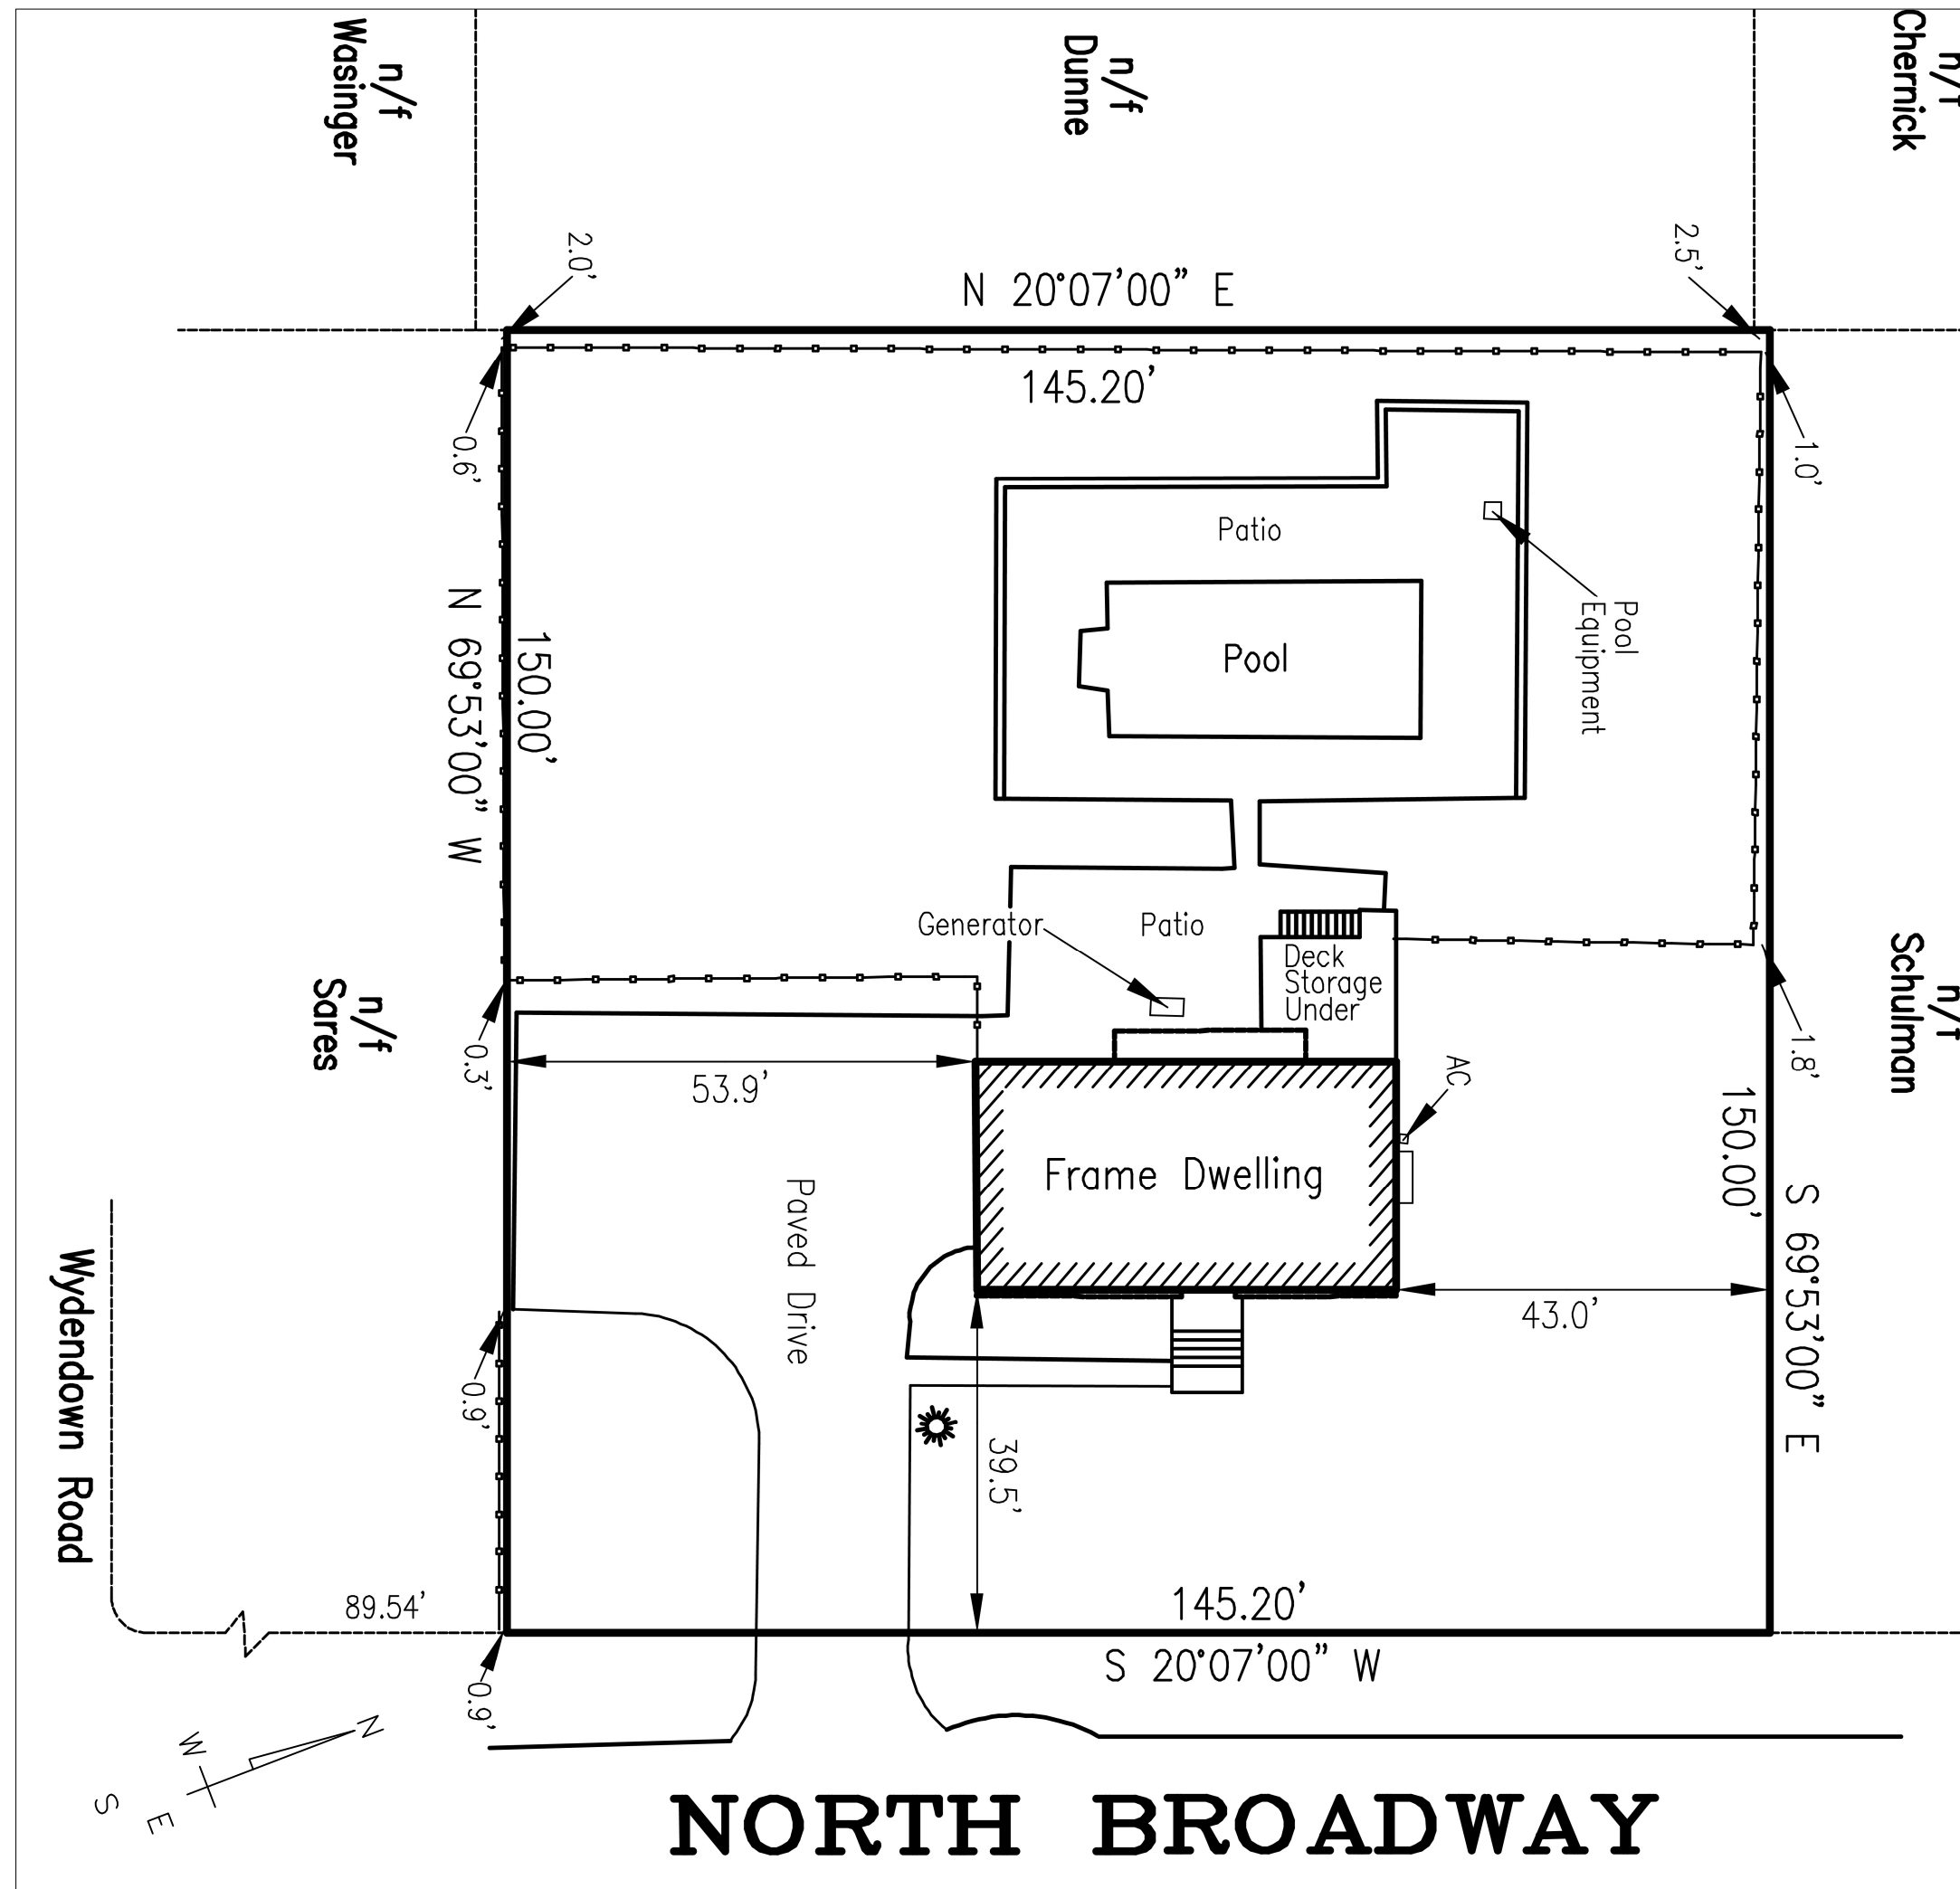 n/f
Wasinger
n/f
Dunne
n/f
Chernick
2.0'
2.5'
N 20°07'00" E
145.20'
0.6'
1.0'
Patio
Pool
Equipment
Pool
N 69°53'00" W
150.00'
Generator
Patio
Deck
Storage
Under
n/f
Sares
n/f
Schulman
0.3'
53.9'
AC
1.8'
150.00'
S 69°53'00" E
Frame Dwelling
Paved Drive
43.0'
Wydendown Road
0.9'
39.5'
89.54'
145.20'
S 20°07'00" W
0.9'
N
W
S
E
NORTH BROADWAY